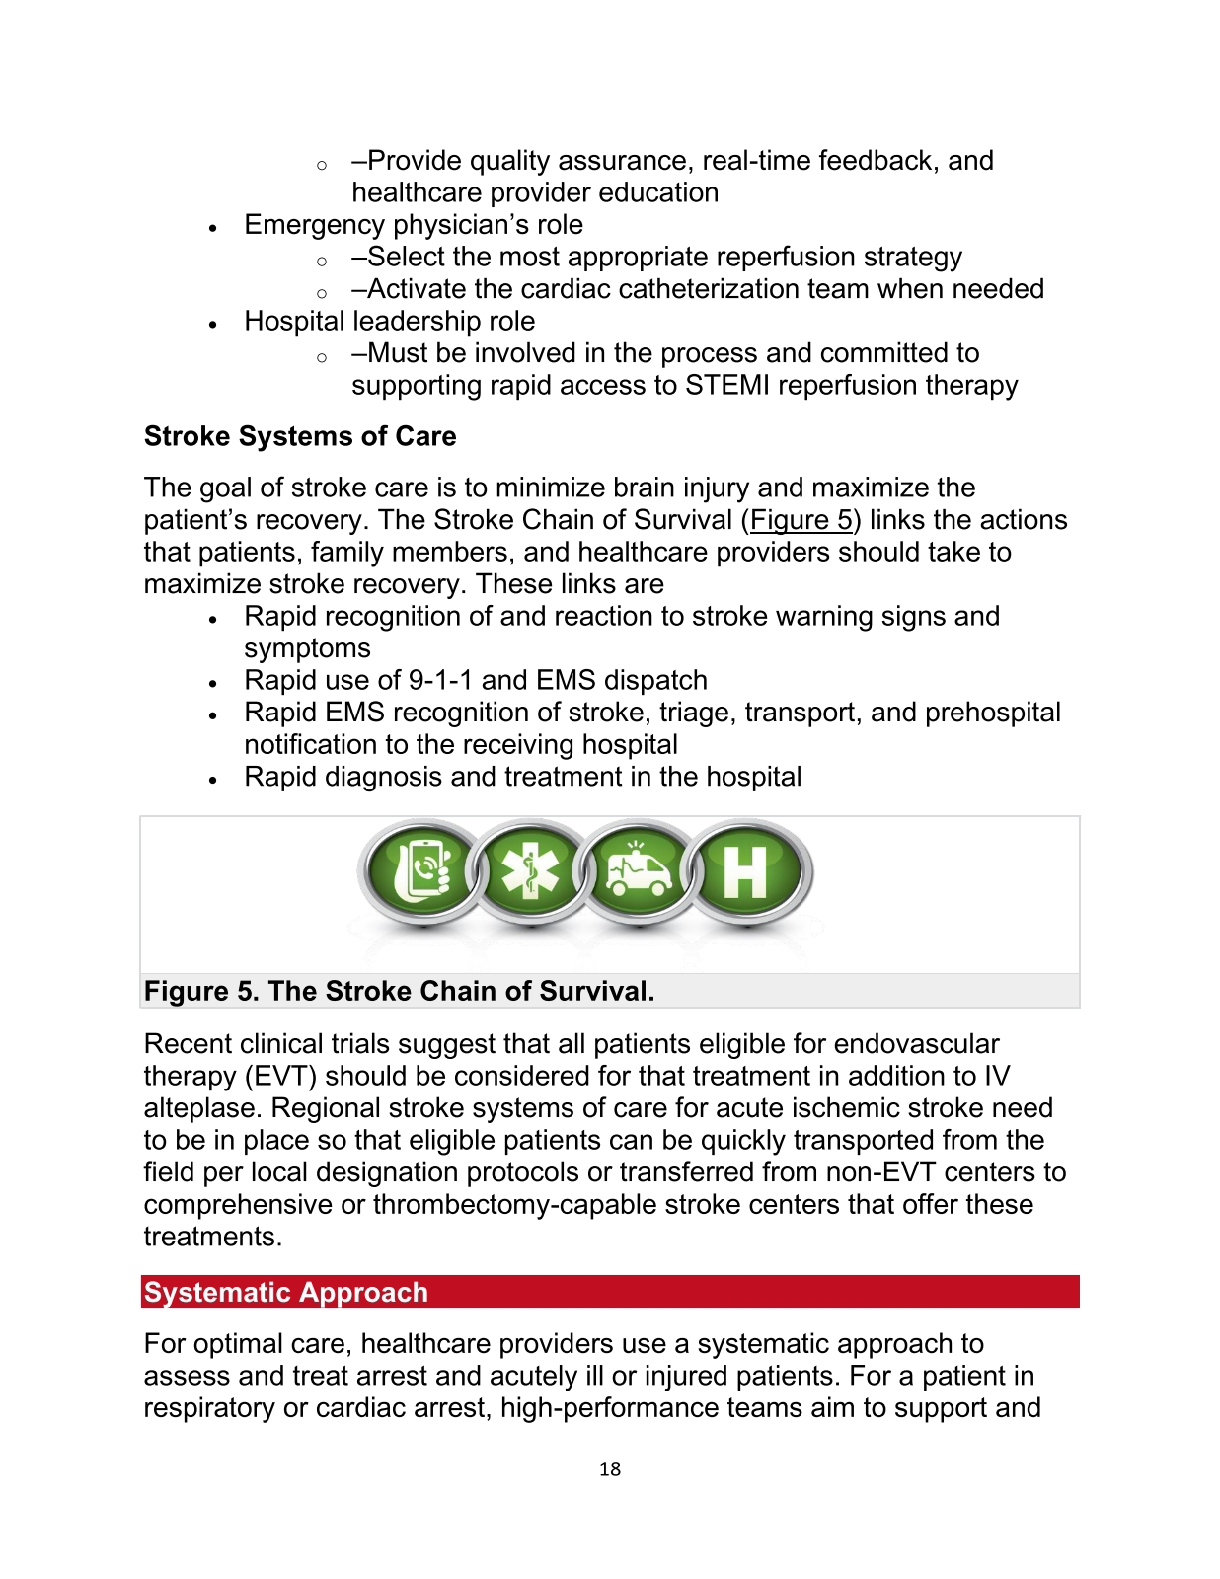 ○ –Provide quality assurance, real-time feedback, and
healthcare provider education
• Emergency physician’s role
○ –Select the most appropriate reperfusion strategy
○ –Activate the cardiac catheterization team when needed
• Hospital leadership role
○ –Must be involved in the process and committed to
supporting rapid access to STEMI reperfusion therapy
Stroke Systems of Care
The goal of stroke care is to minimize brain injury and maximize the
patient’s recovery. The Stroke Chain of Survival (Figure 5) links the actions
that patients, family members, and healthcare providers should take to
maximize stroke recovery. These links are
• Rapid recognition of and reaction to stroke warning signs and
symptoms
• Rapid use of 9-1-1 and EMS dispatch
• Rapid EMS recognition of stroke, triage, transport, and prehospital
notification to the receiving hospital
• Rapid diagnosis and treatment in the hospital
H
Figure 5. The Stroke Chain of Survival.
Recent clinical trials suggest that all patients eligible for endovascular
therapy (EVT) should be considered for that treatment in addition to IV
alteplase. Regional stroke systems of care for acute ischemic stroke need
to be in place so that eligible patients can be quickly transported from the
field per local designation protocols or transferred from non-EVT centers to
comprehensive or thrombectomy-capable stroke centers that offer these
treatments.
Systematic Approach
For optimal care, healthcare providers use a systematic approach to
assess and treat arrest and acutely ill or injured patients. For a patient in
respiratory or cardiac arrest, high-performance teams aim to support and
18